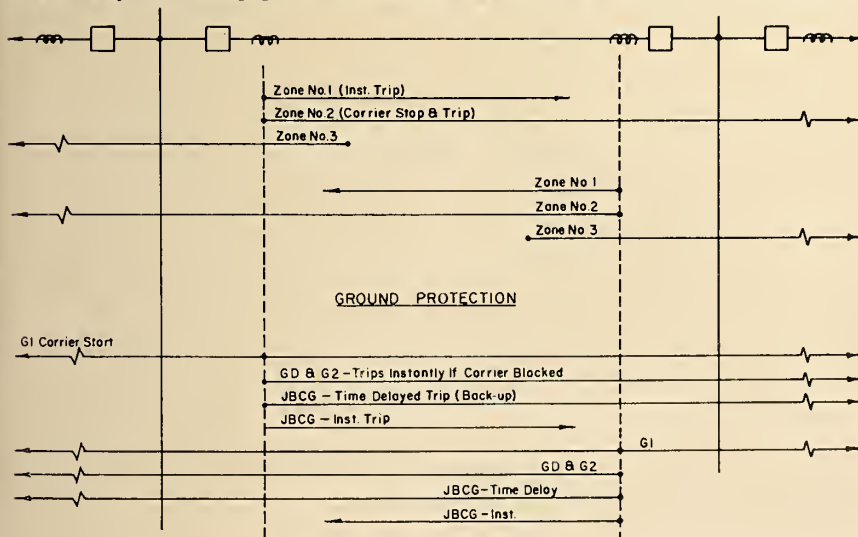 Zone No.1 (Inst. Trip)
Zone No.2 (Carrier Stop & Trip)
Zone No.3
Zone No 1
Zone No.2
Zone No 3
GROUND PROTECTION
G1 Carrier Start
GD & G2-Trips Instantly If Carrier Blocked
JBCG - Time Delayed Trip (Back-up)
JBCG - Inst. Trip
G1
GD & G2
JBCG-Time Delay
JBCG-Inst.